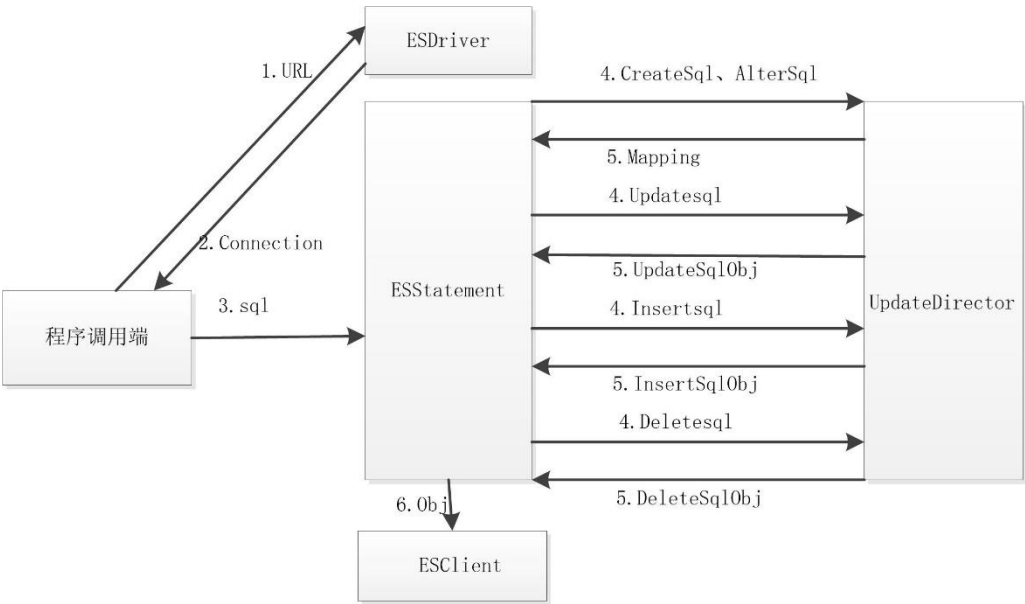 ESDriver
1.URL
4.CreateSql、AlterSql
5.Mapping
4.Updatesql
2.Connection
5.UpdateSqlObj
ESStatement
UpdateDirector
3.sql
4.Insertsql
程序调用端
5.InsertSqlObj
4.Deletesql
5.DeleteSqlObj
6.Obj
ESClient